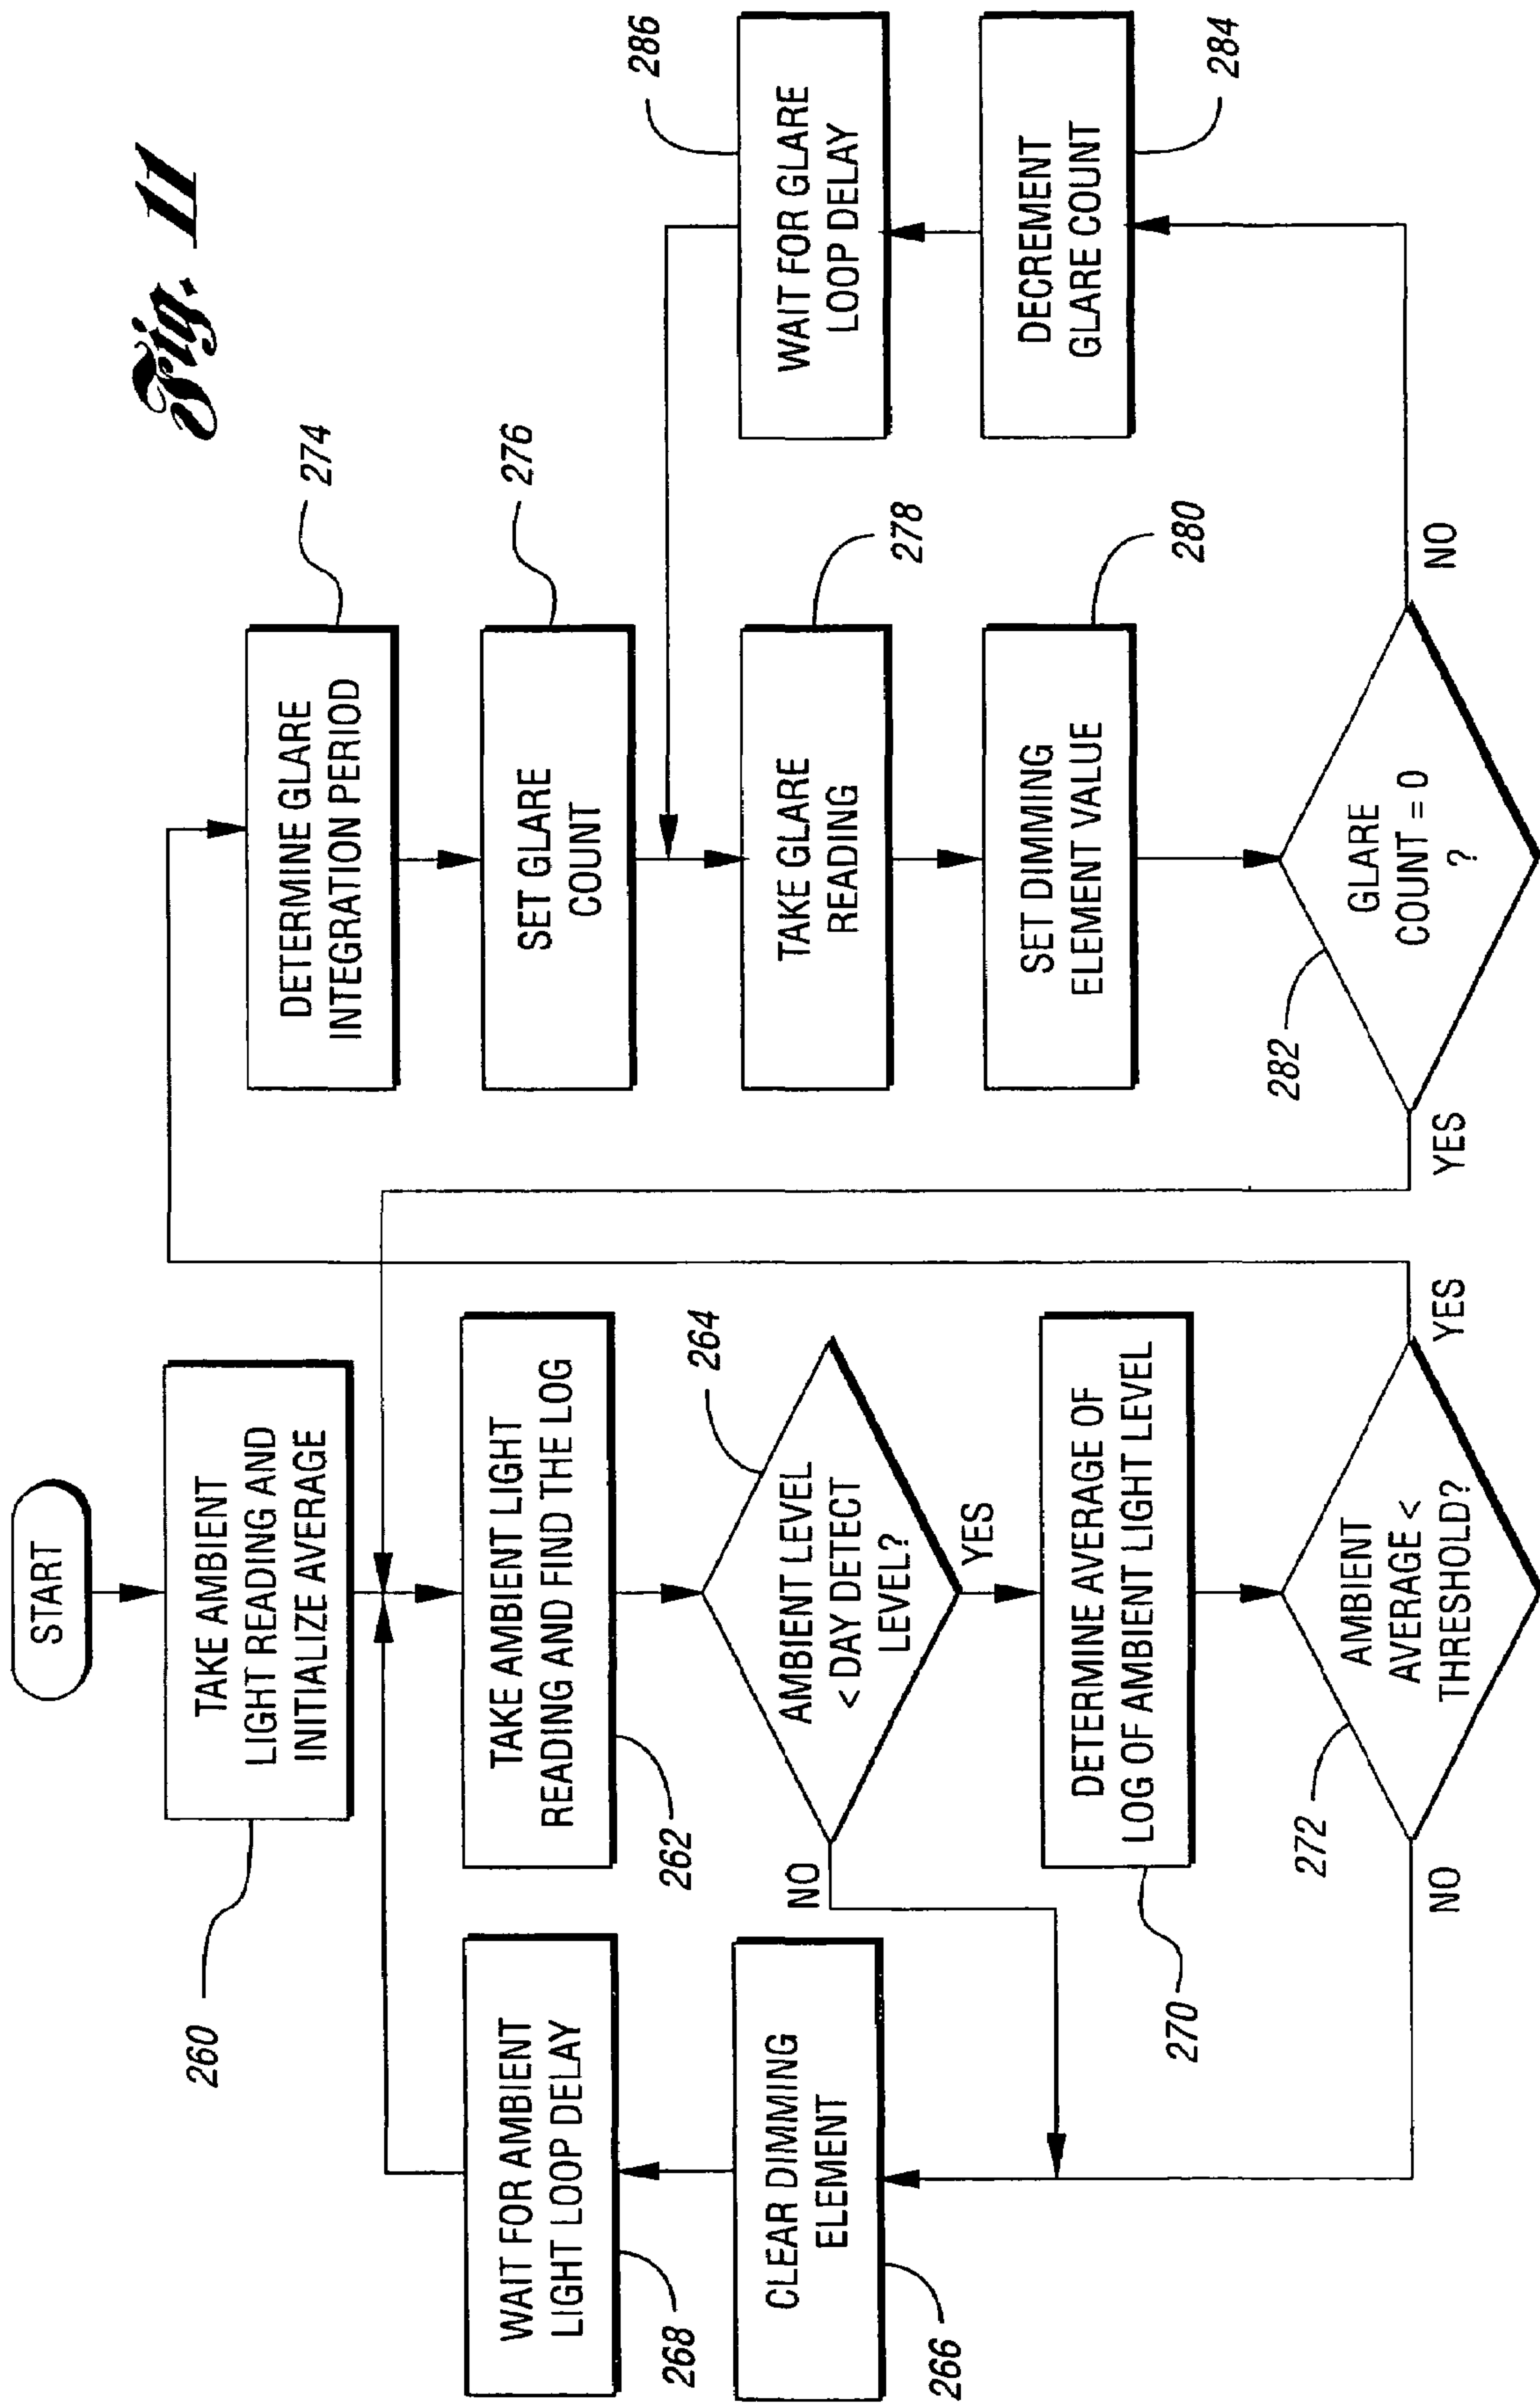 Fig. 11
START
TAKE AMBIENT
LIGHT READING AND
INITIALIZE AVERAGE
260
TAKE AMBIENT LIGHT
READING AND FIND THE LOG
262
AMBIENT LEVEL
< DAY DETECT
LEVEL?
264
NO
YES
WAIT FOR AMBIENT
LIGHT LOOP DELAY
268
CLEAR DIMMING
ELEMENT
266
DETERMINE AVERAGE OF
LOG OF AMBIENT LIGHT LEVEL
270
AMBIENT
AVERAGE <
THRESHOLD?
272
NO
YES
DETERMINE GLARE
INTEGRATION PERIOD
274
SET GLARE
COUNT
276
TAKE GLARE
READING
278
SET DIMMING
ELEMENT VALUE
280
GLARE
COUNT = 0
?
282
YES
NO
WAIT FOR GLARE
LOOP DELAY
286
DECREMENT
GLARE COUNT
284